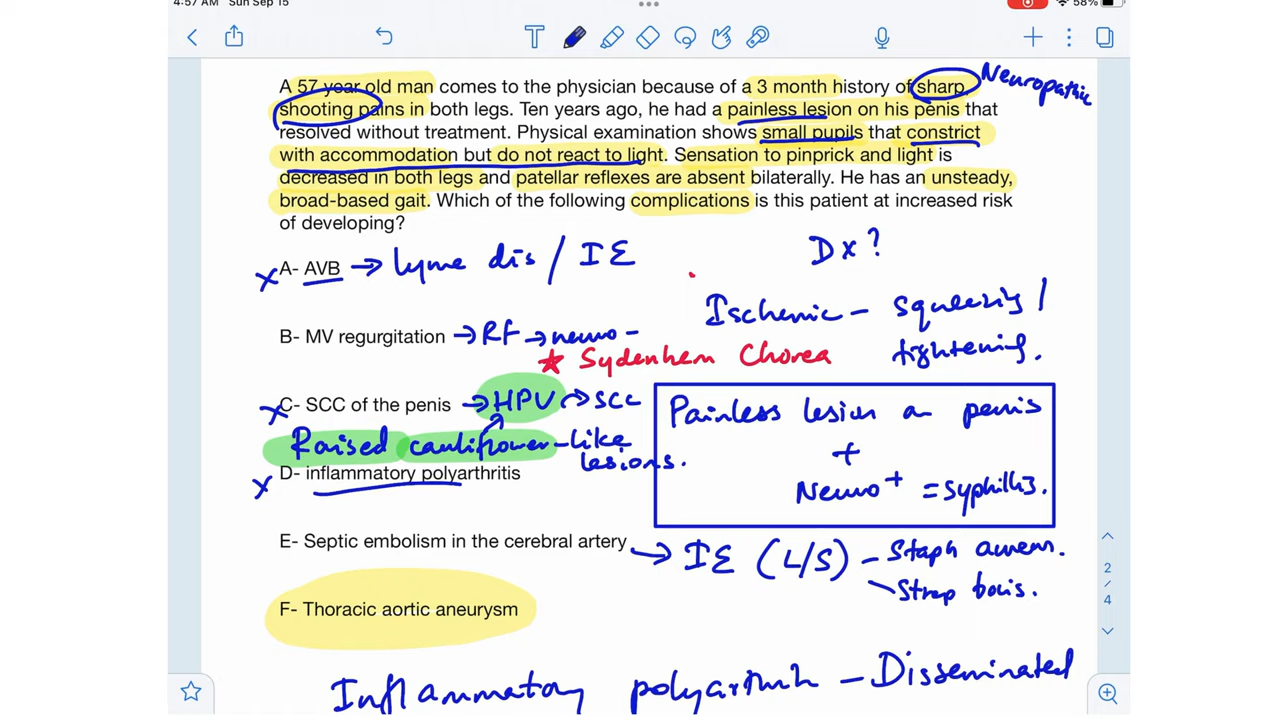 4:57 AM Sun Sep 15
58%
T
A 57 year old man comes to the physician because of a 3 month history of sharp,
Neuropathic
shooting pains in both legs. Ten years ago, he had a painless lesion on his penis that
resolved without treatment. Physical examination shows small pupils that constrict
with accommodation but do not react to light. Sensation to pinprick and light is
decreased in both legs and patellar reflexes are absent bilaterally. He has an unsteady,
broad-based gait. Which of the following complications is this patient at increased risk
of developing?
Dx?
x A- AVB → Lyme dis / IE
Ischemic - squeezing /
tightening.
B- MV regurgitation → RF → neuro -
★ Sydenhem Chorea
x C- SCC of the penis → HPV → SCC
Raised cauliflower-like
lesions.
Painless lesion on penis
+
Neuro + = syphillis.
x D- inflammatory polyarthritis
E- Septic embolism in the cerebral artery → IE (L/S) - Staph aureus.
Strep bovis.
F- Thoracic aortic aneurysm
2
/
4
Inflammatory polyarthritis - Disseminated